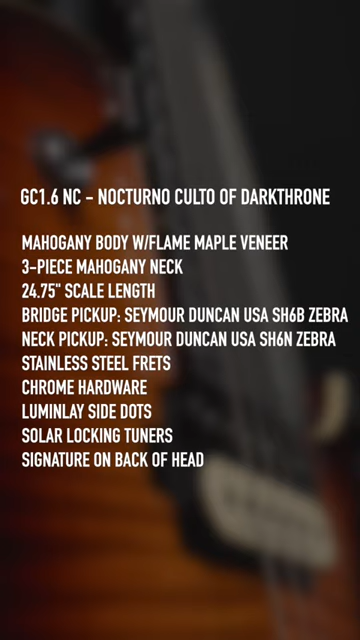 GC1.6 NC - NOCTURNO CULTO OF DARKTHRONE
MAHOGANY BODY W/FLAME MAPLE VENEER
3-PIECE MAHOGANY NECK
24.75" SCALE LENGTH
BRIDGE PICKUP: SEYMOUR DUNCAN USA SH6B ZEBRA
NECK PICKUP: SEYMOUR DUNCAN USA SH6N ZEBRA
STAINLESS STEEL FRETS
CHROME HARDWARE
LUMINLAY SIDE DOTS
SOLAR LOCKING TUNERS
SIGNATURE ON BACK OF HEAD